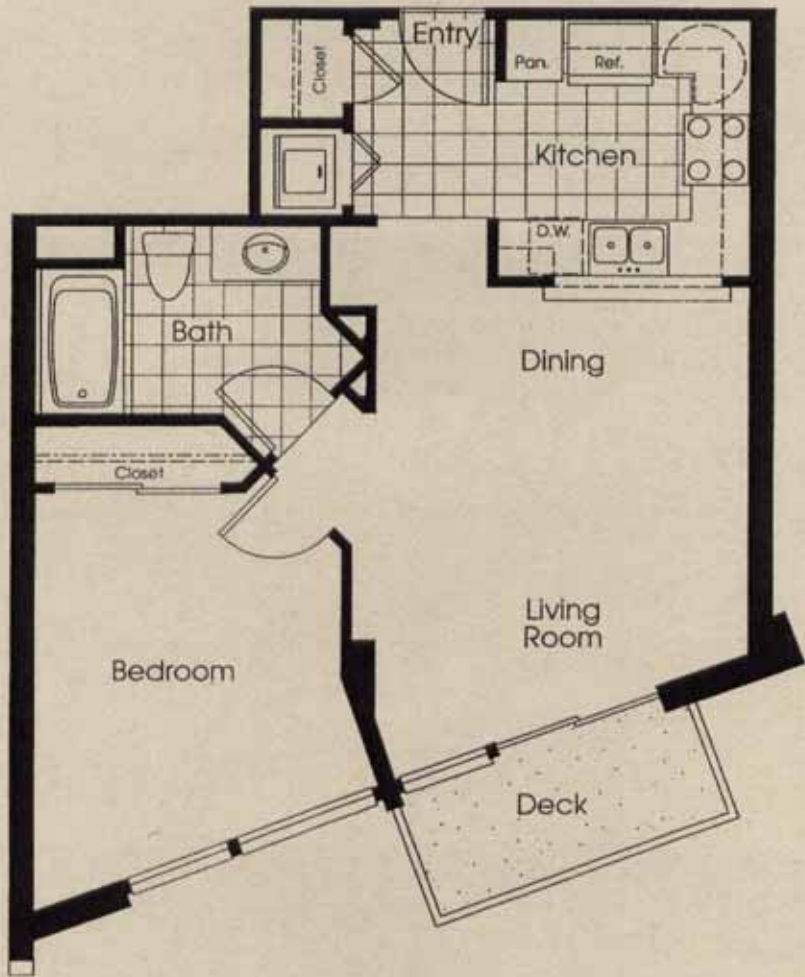 Entry
Closet
Pan.
Ref.
Kitchen
D.W.
Bath
Dining
Closet
Living
Room
Bedroom
Deck